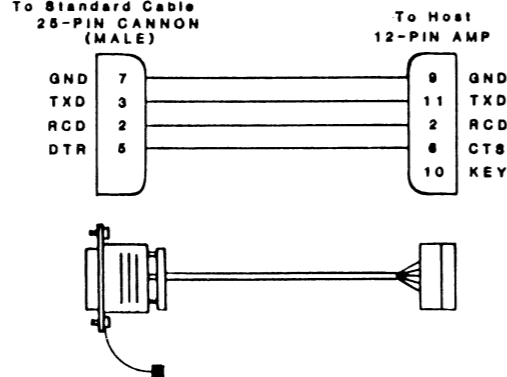 To Standard Cable
25-PIN CANNON
(MALE)
To Host
12-PIN AMP
GND 7 9 GND
TXD 3 11 TXD
RCD 2 2 RCD
DTR 5 6 CTS
10 KEY